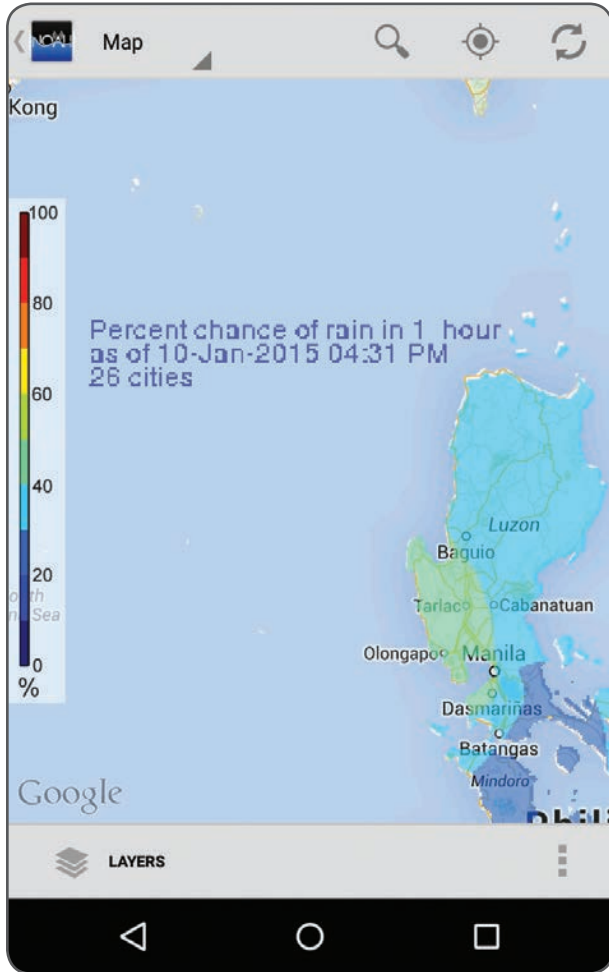 NOAH
Map
Kong
100
80
60
40
20
0
%
Percent chance of rain in 1 hour
as of 10-Jan-2015 04:31 PM
26 cities
Luzon
Baguio
Tarlac
Cabanatuan
Olongapo
Manila
Dasmariñas
Batangas
Mindoro
Sea
Google
LAYERS